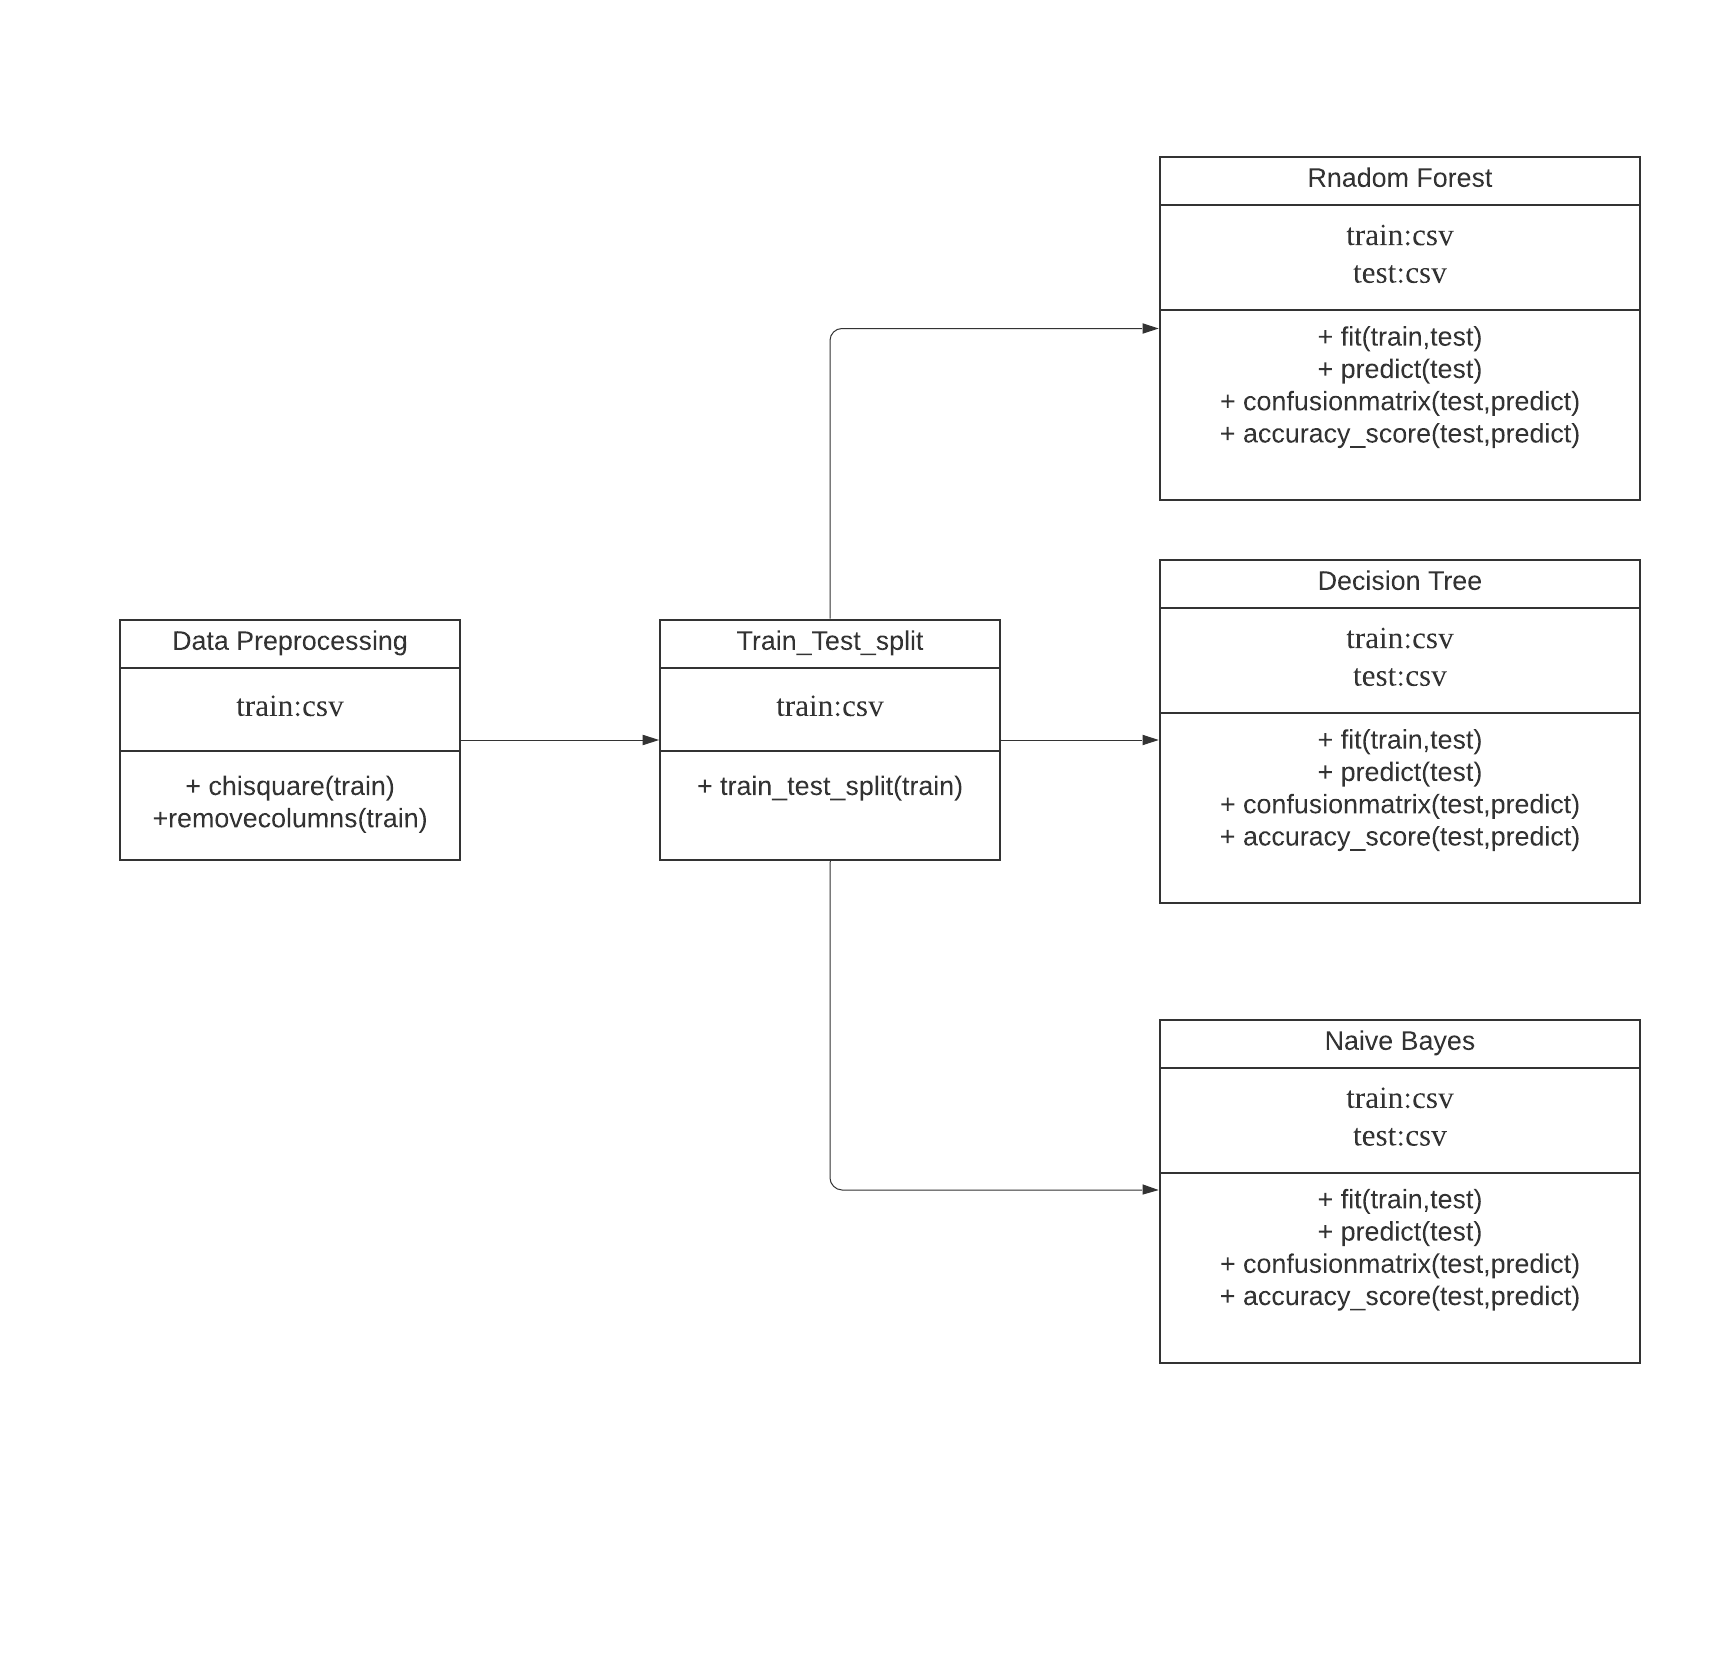 Data Preprocessing
train:csv
+ chisquare(train)
+removecolumns(train)
Train_Test_split
train:csv
+ train_test_split(train)
Rnadom Forest
train:csv
test:csv
+ fit(train,test)
+ predict(test)
+ confusionmatrix(test,predict)
+ accuracy_score(test,predict)
Decision Tree
train:csv
test:csv
+ fit(train,test)
+ predict(test)
+ confusionmatrix(test,predict)
+ accuracy_score(test,predict)
Naive Bayes
train:csv
test:csv
+ fit(train,test)
+ predict(test)
+ confusionmatrix(test,predict)
+ accuracy_score(test,predict)